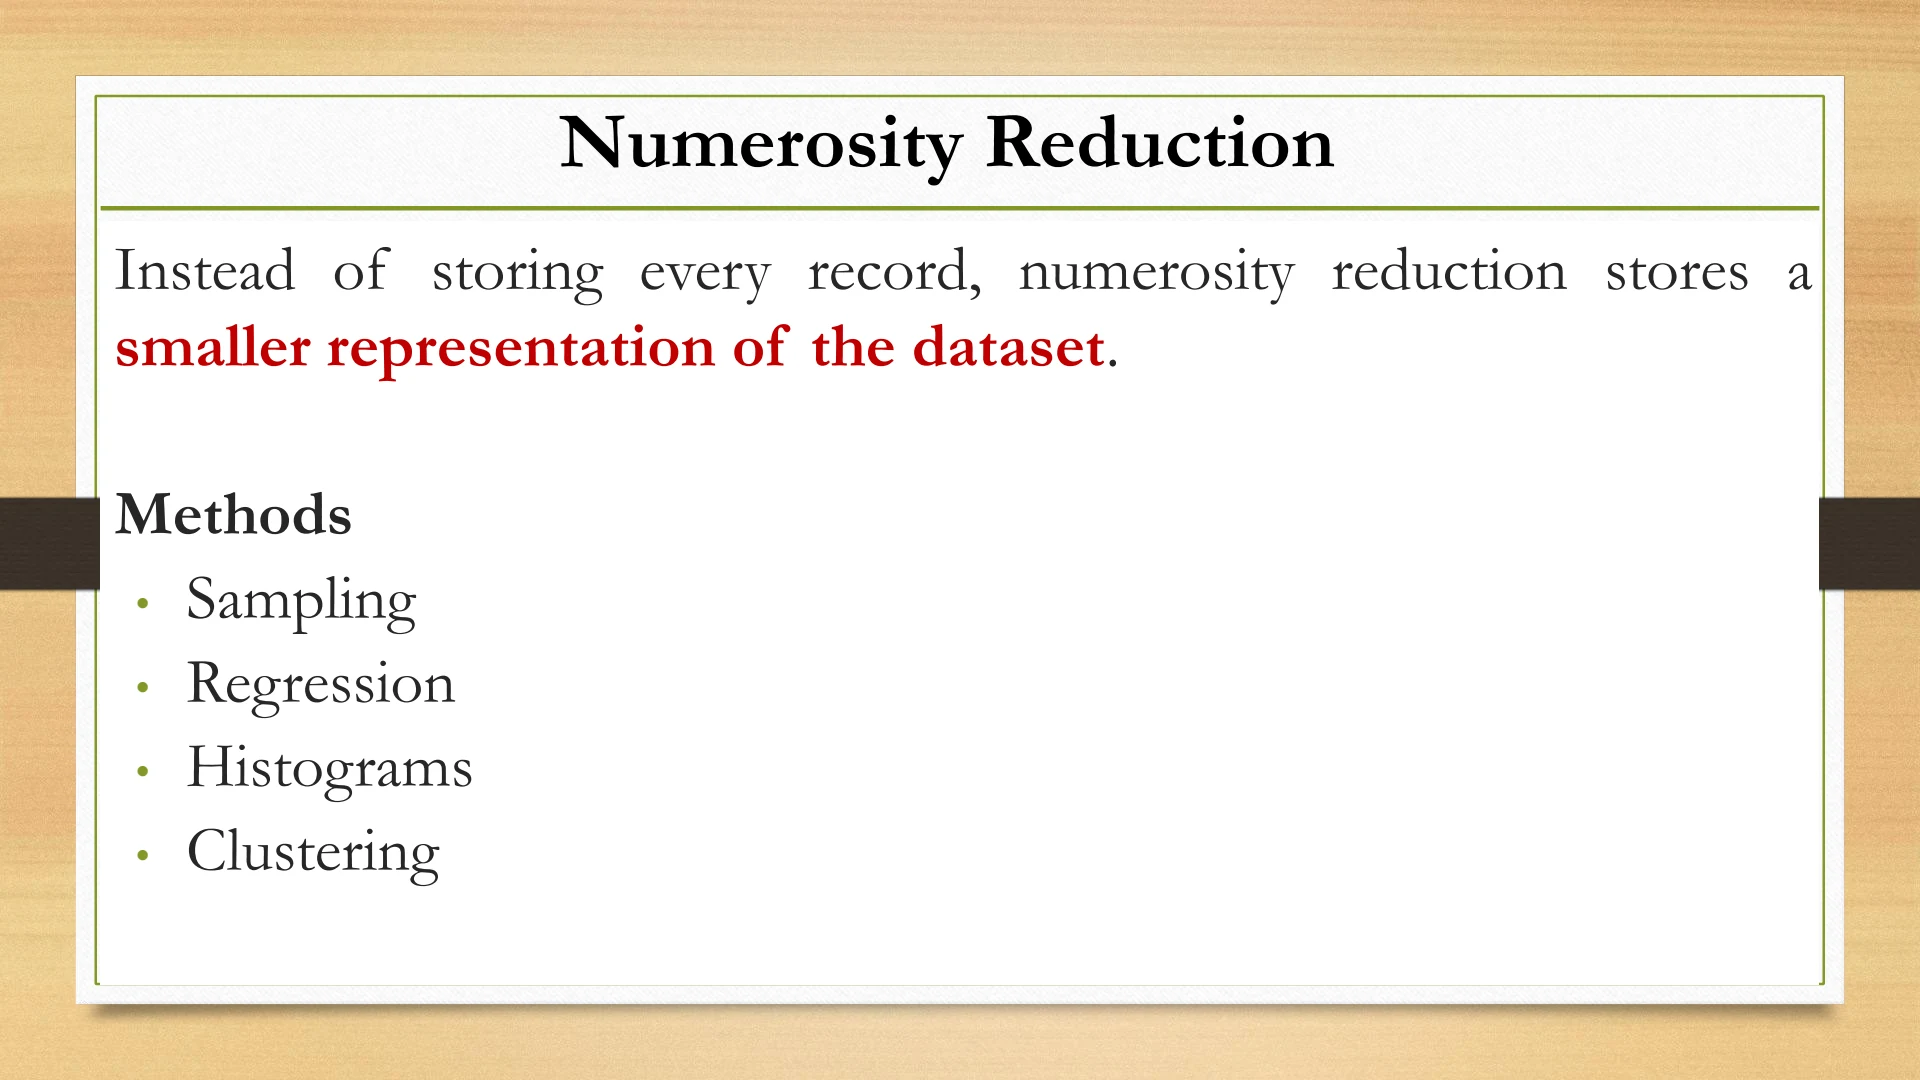 Numerosity Reduction
Instead of storing every record, numerosity reduction stores a
smaller representation of the dataset.
Methods
• Sampling
• Regression
• Histograms
• Clustering